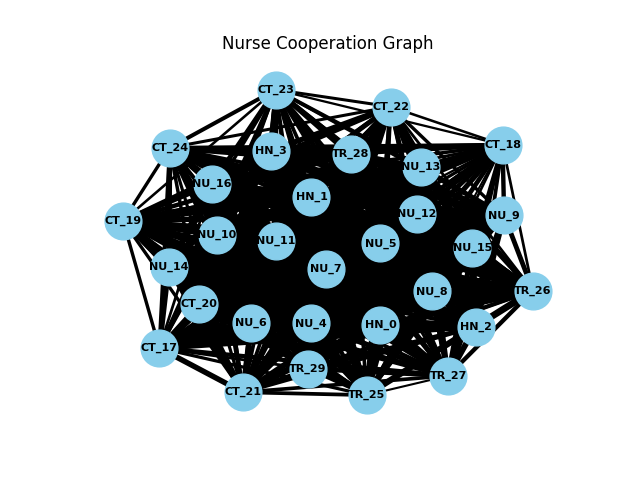 Nurse Cooperation Graph
CT_23
CT_22
CT_24
HN_3
TR_28
CT_18
NU_13
NU_16
HN_1
NU_12
NU_9
CT_19
NU_10
NU_11
NU_5
NU_15
NU_14
NU_7
NU_8
TR_26
CT_20
NU_6
NU_4
HN_0
HN_2
CT_17
TR_29
TR_27
CT_21
TR_25